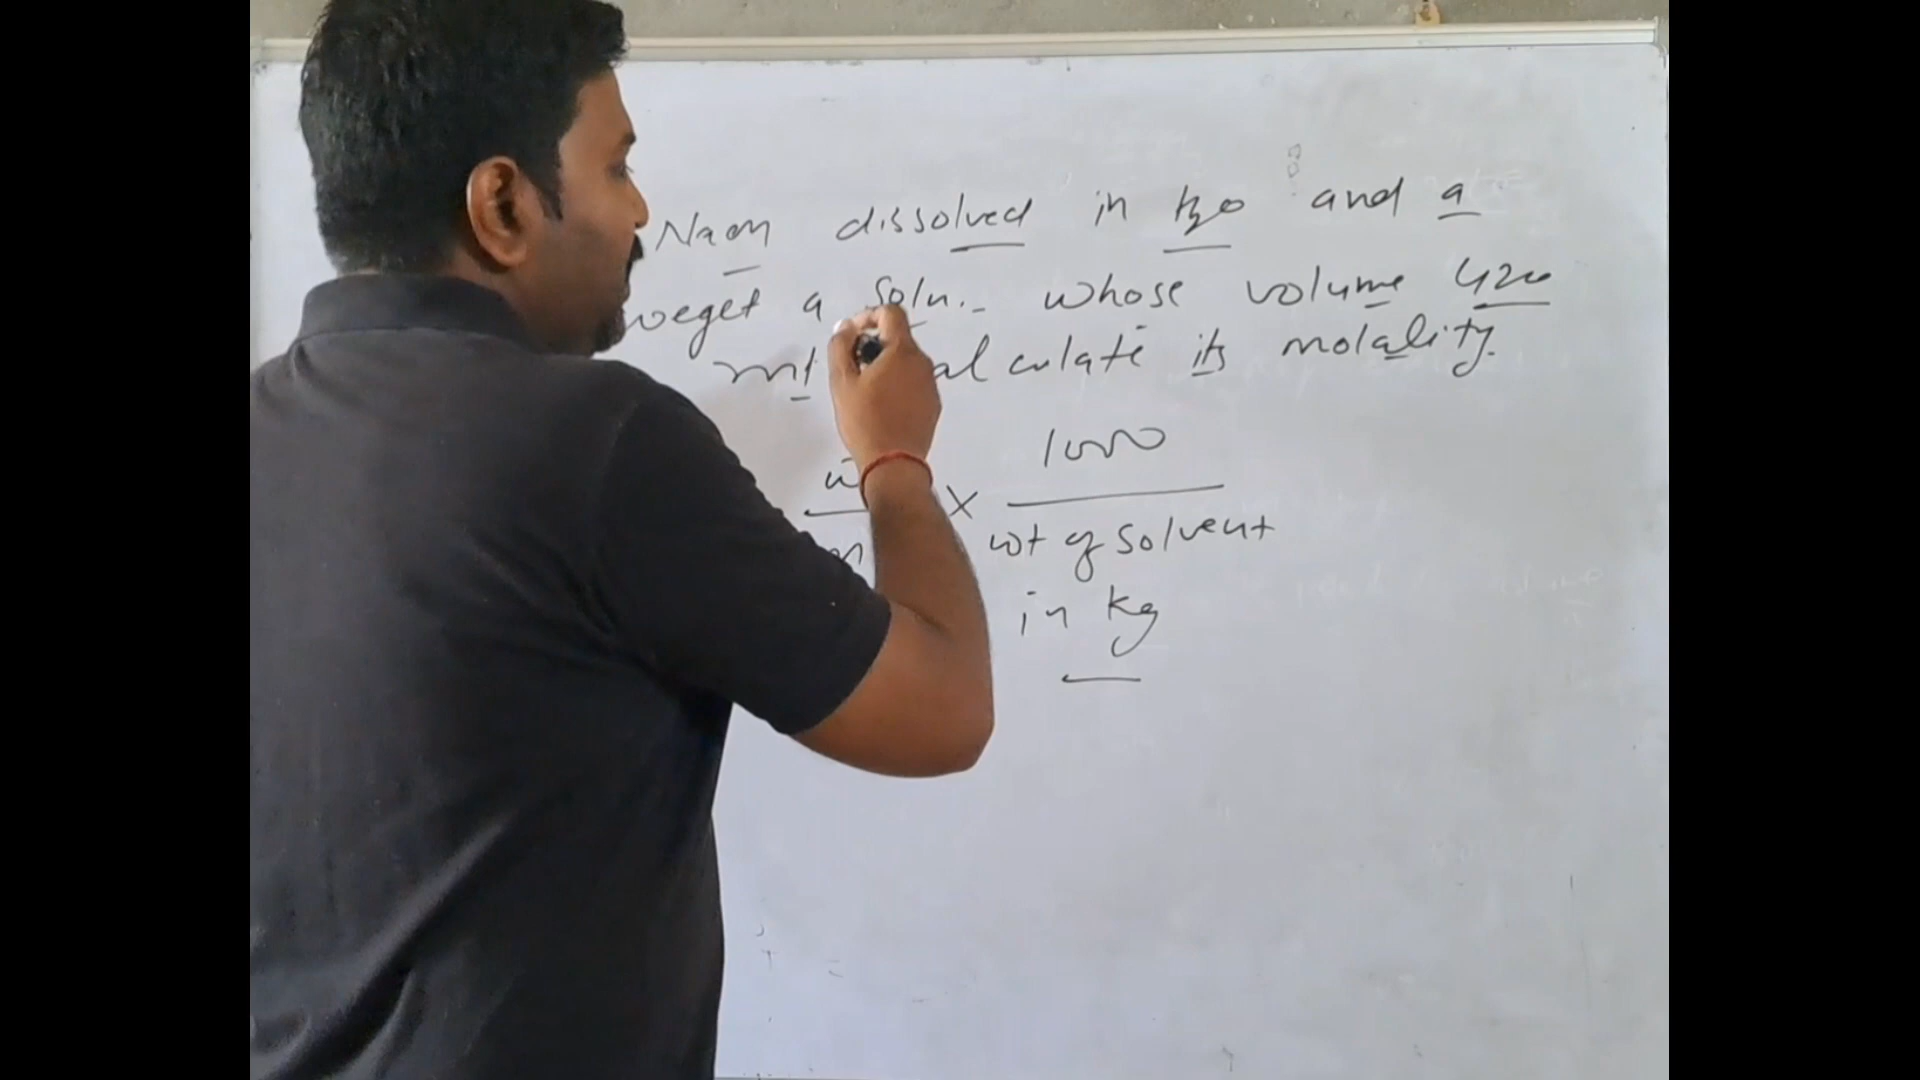 NaOH dissolved in H2O and a
we get a soln. whose volume 420
ml calculate its molality.
w × 1000
m wt of solvent
in kg